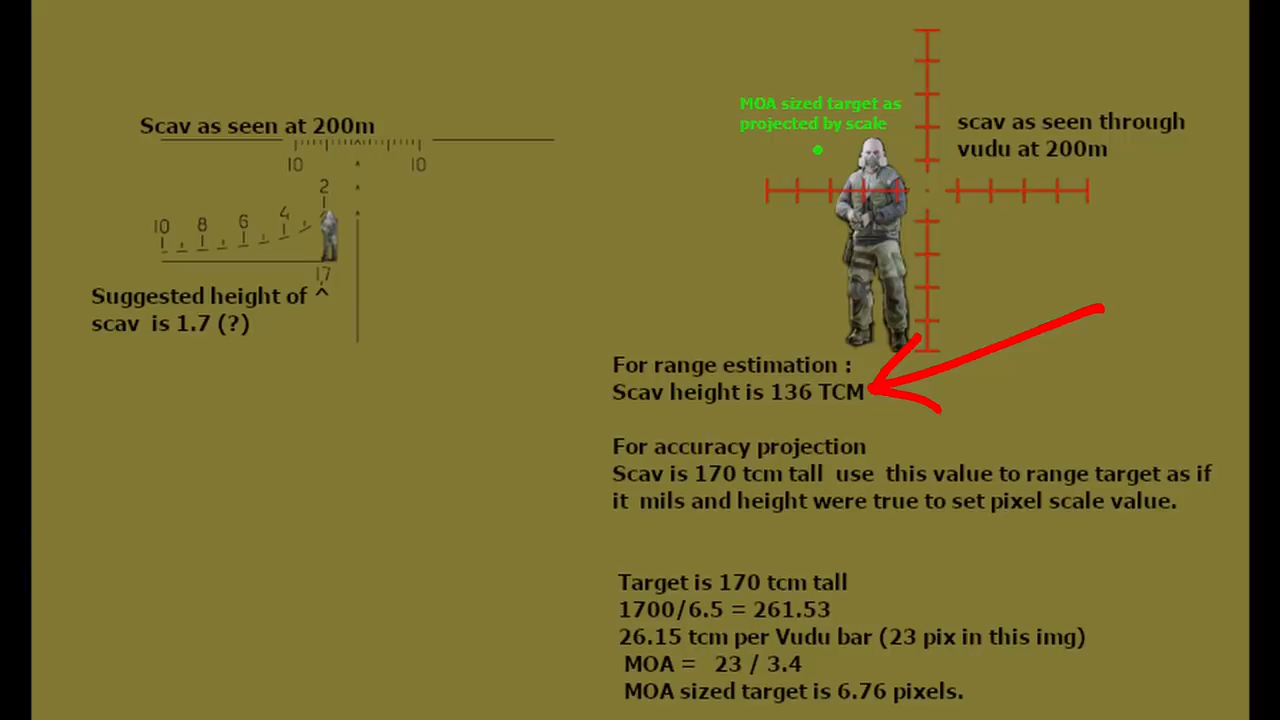 Scav as seen at 200m
10 10
2
10 8 6 4
17
Suggested height of ^
scav is 1.7 (?)
MOA sized target as
projected by scale
scav as seen through
vudu at 200m
For range estimation :
Scav height is 136 TCM
For accuracy projection
Scav is 170 tcm tall use this value to range target as if
it mils and height were true to set pixel scale value.
Target is 170 tcm tall
1700/6.5 = 261.53
26.15 tcm per Vudu bar (23 pix in this img)
MOA = 23 / 3.4
MOA sized target is 6.76 pixels.